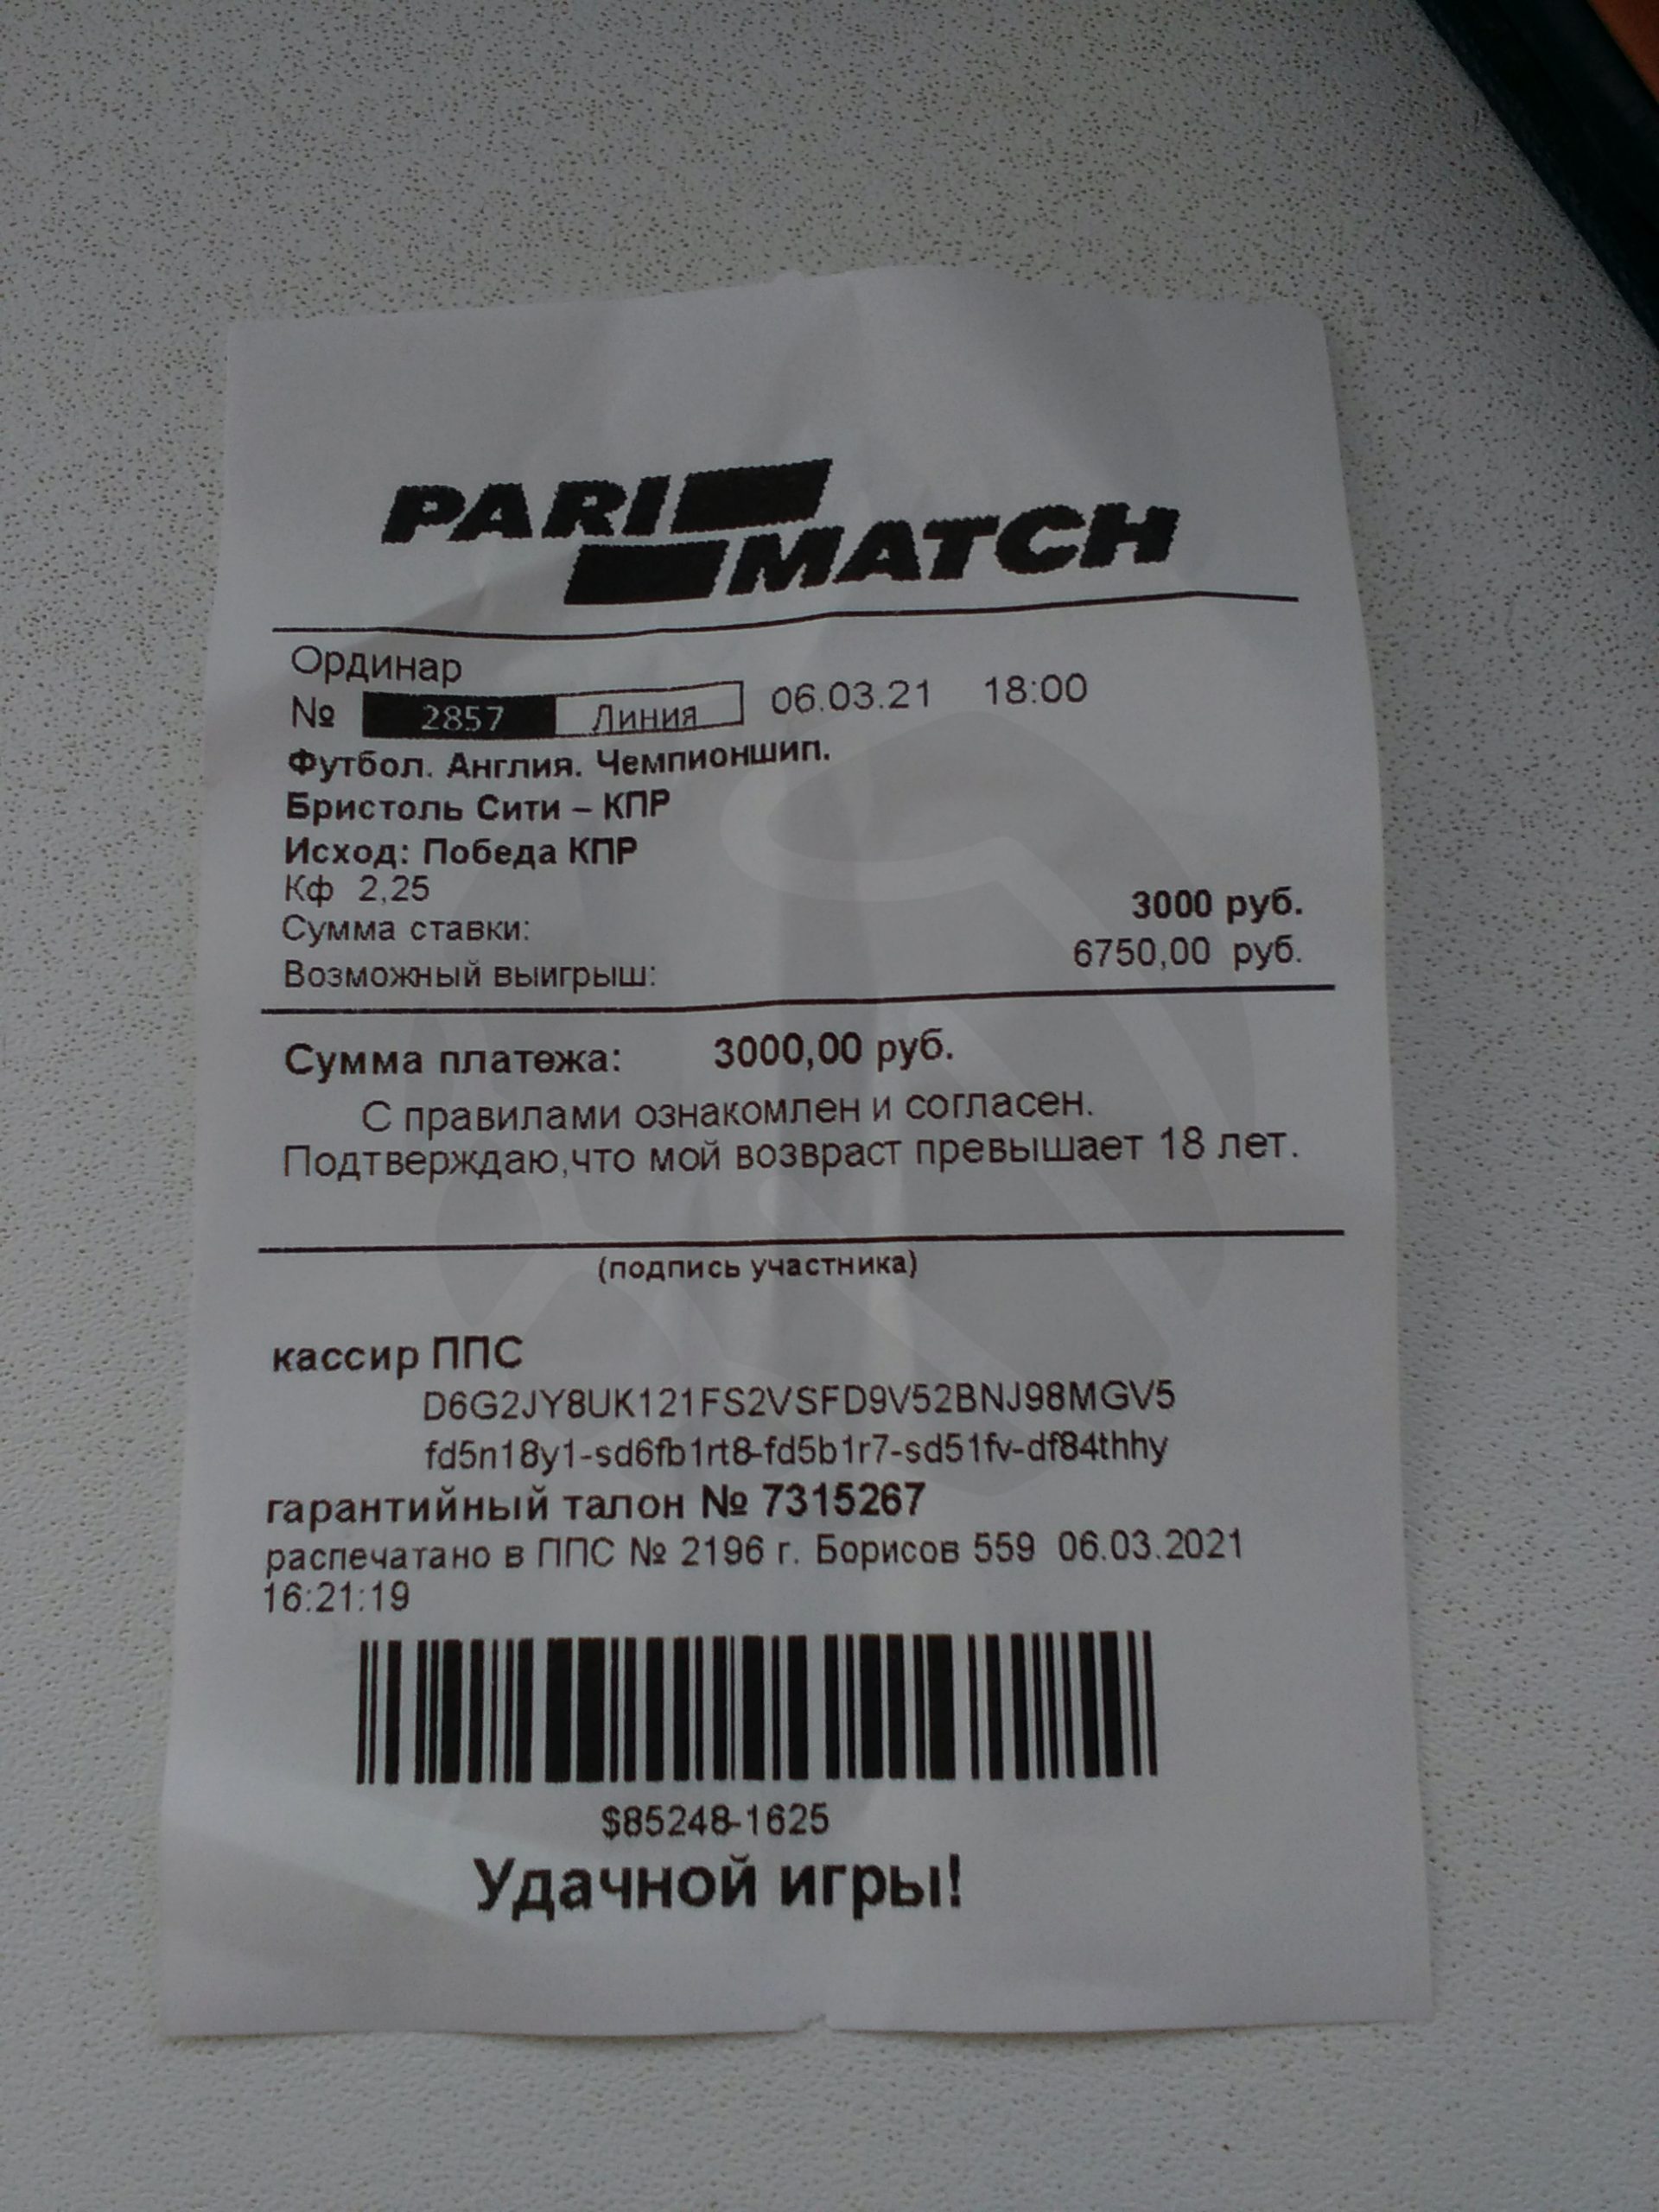 PARI
MATCH
Ординар
№ 2857 Линия 06.03.21 18:00
Футбол. Англия. Чемпионшип.
Бристоль Сити – КПР
Исход: Победа КПР
Кф 2,25
Сумма ставки: 3000 руб.
Возможный выигрыш: 6750,00 руб.
Сумма платежа: 3000,00 руб.
С правилами ознакомлен и согласен.
Подтверждаю,что мой возвраст превышает 18 лет.
(подпись участника)
кассир ППС
D6G2JY8UK121FS2VSFD9V52BNJ98MGV5
fd5n18y1-sd6fb1rt8-fd5b1r7-sd51fv-df84thhy
гарантийный талон № 7315267
распечатано в ППС № 2196 г. Борисов 559 06.03.2021
16:21:19
$85248-1625
Удачной игры!